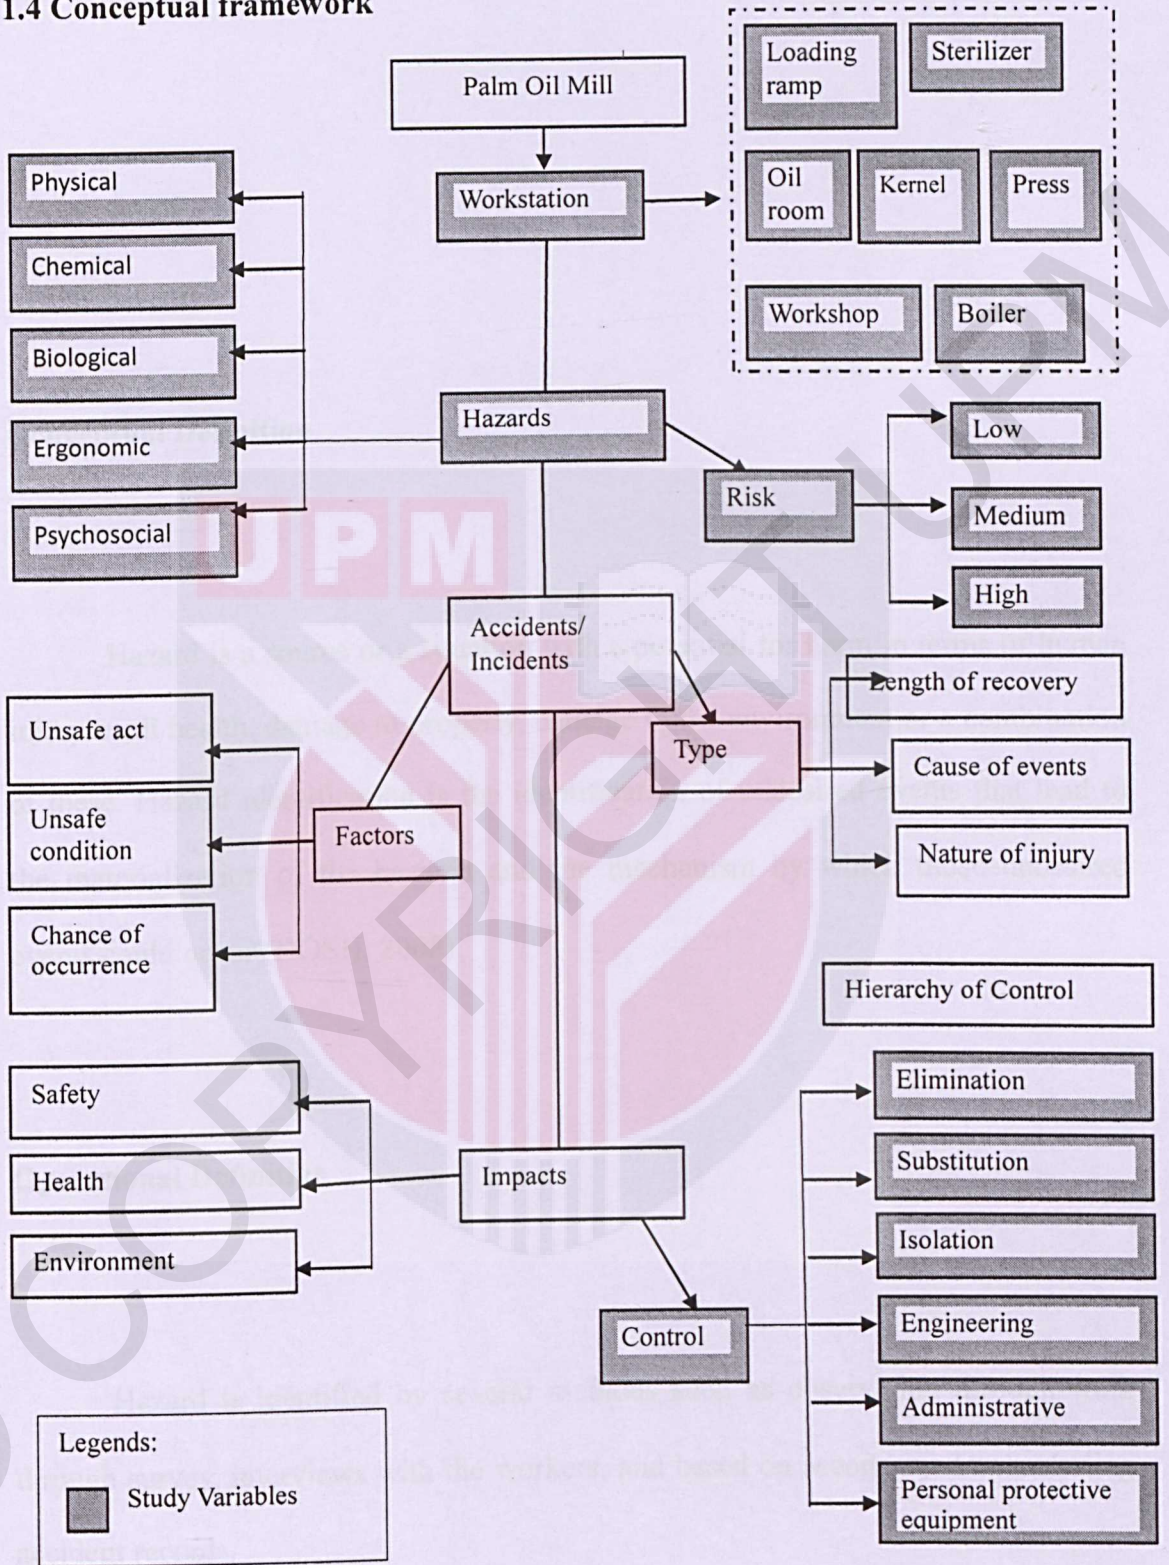 1.4 Conceptual framework
Palm Oil Mill
Workstation
Loading
ramp
Sterilizer
Oil
room
Kernel
Press
Workshop
Boiler
Physical
Chemical
Biological
Ergonomic
Psychosocial
Hazards
Risk
Low
Medium
High
UPM
Accidents/
Incidents
Type
Length of recovery
Cause of events
Nature of injury
Unsafe act
Unsafe
condition
Chance of
occurrence
Factors
Hierarchy of Control
Safety
Health
Environment
Impacts
Control
Elimination
Substitution
Isolation
Engineering
Administrative
Personal protective
equipment
Legends:
Study Variables
COPYRIGHT UPM